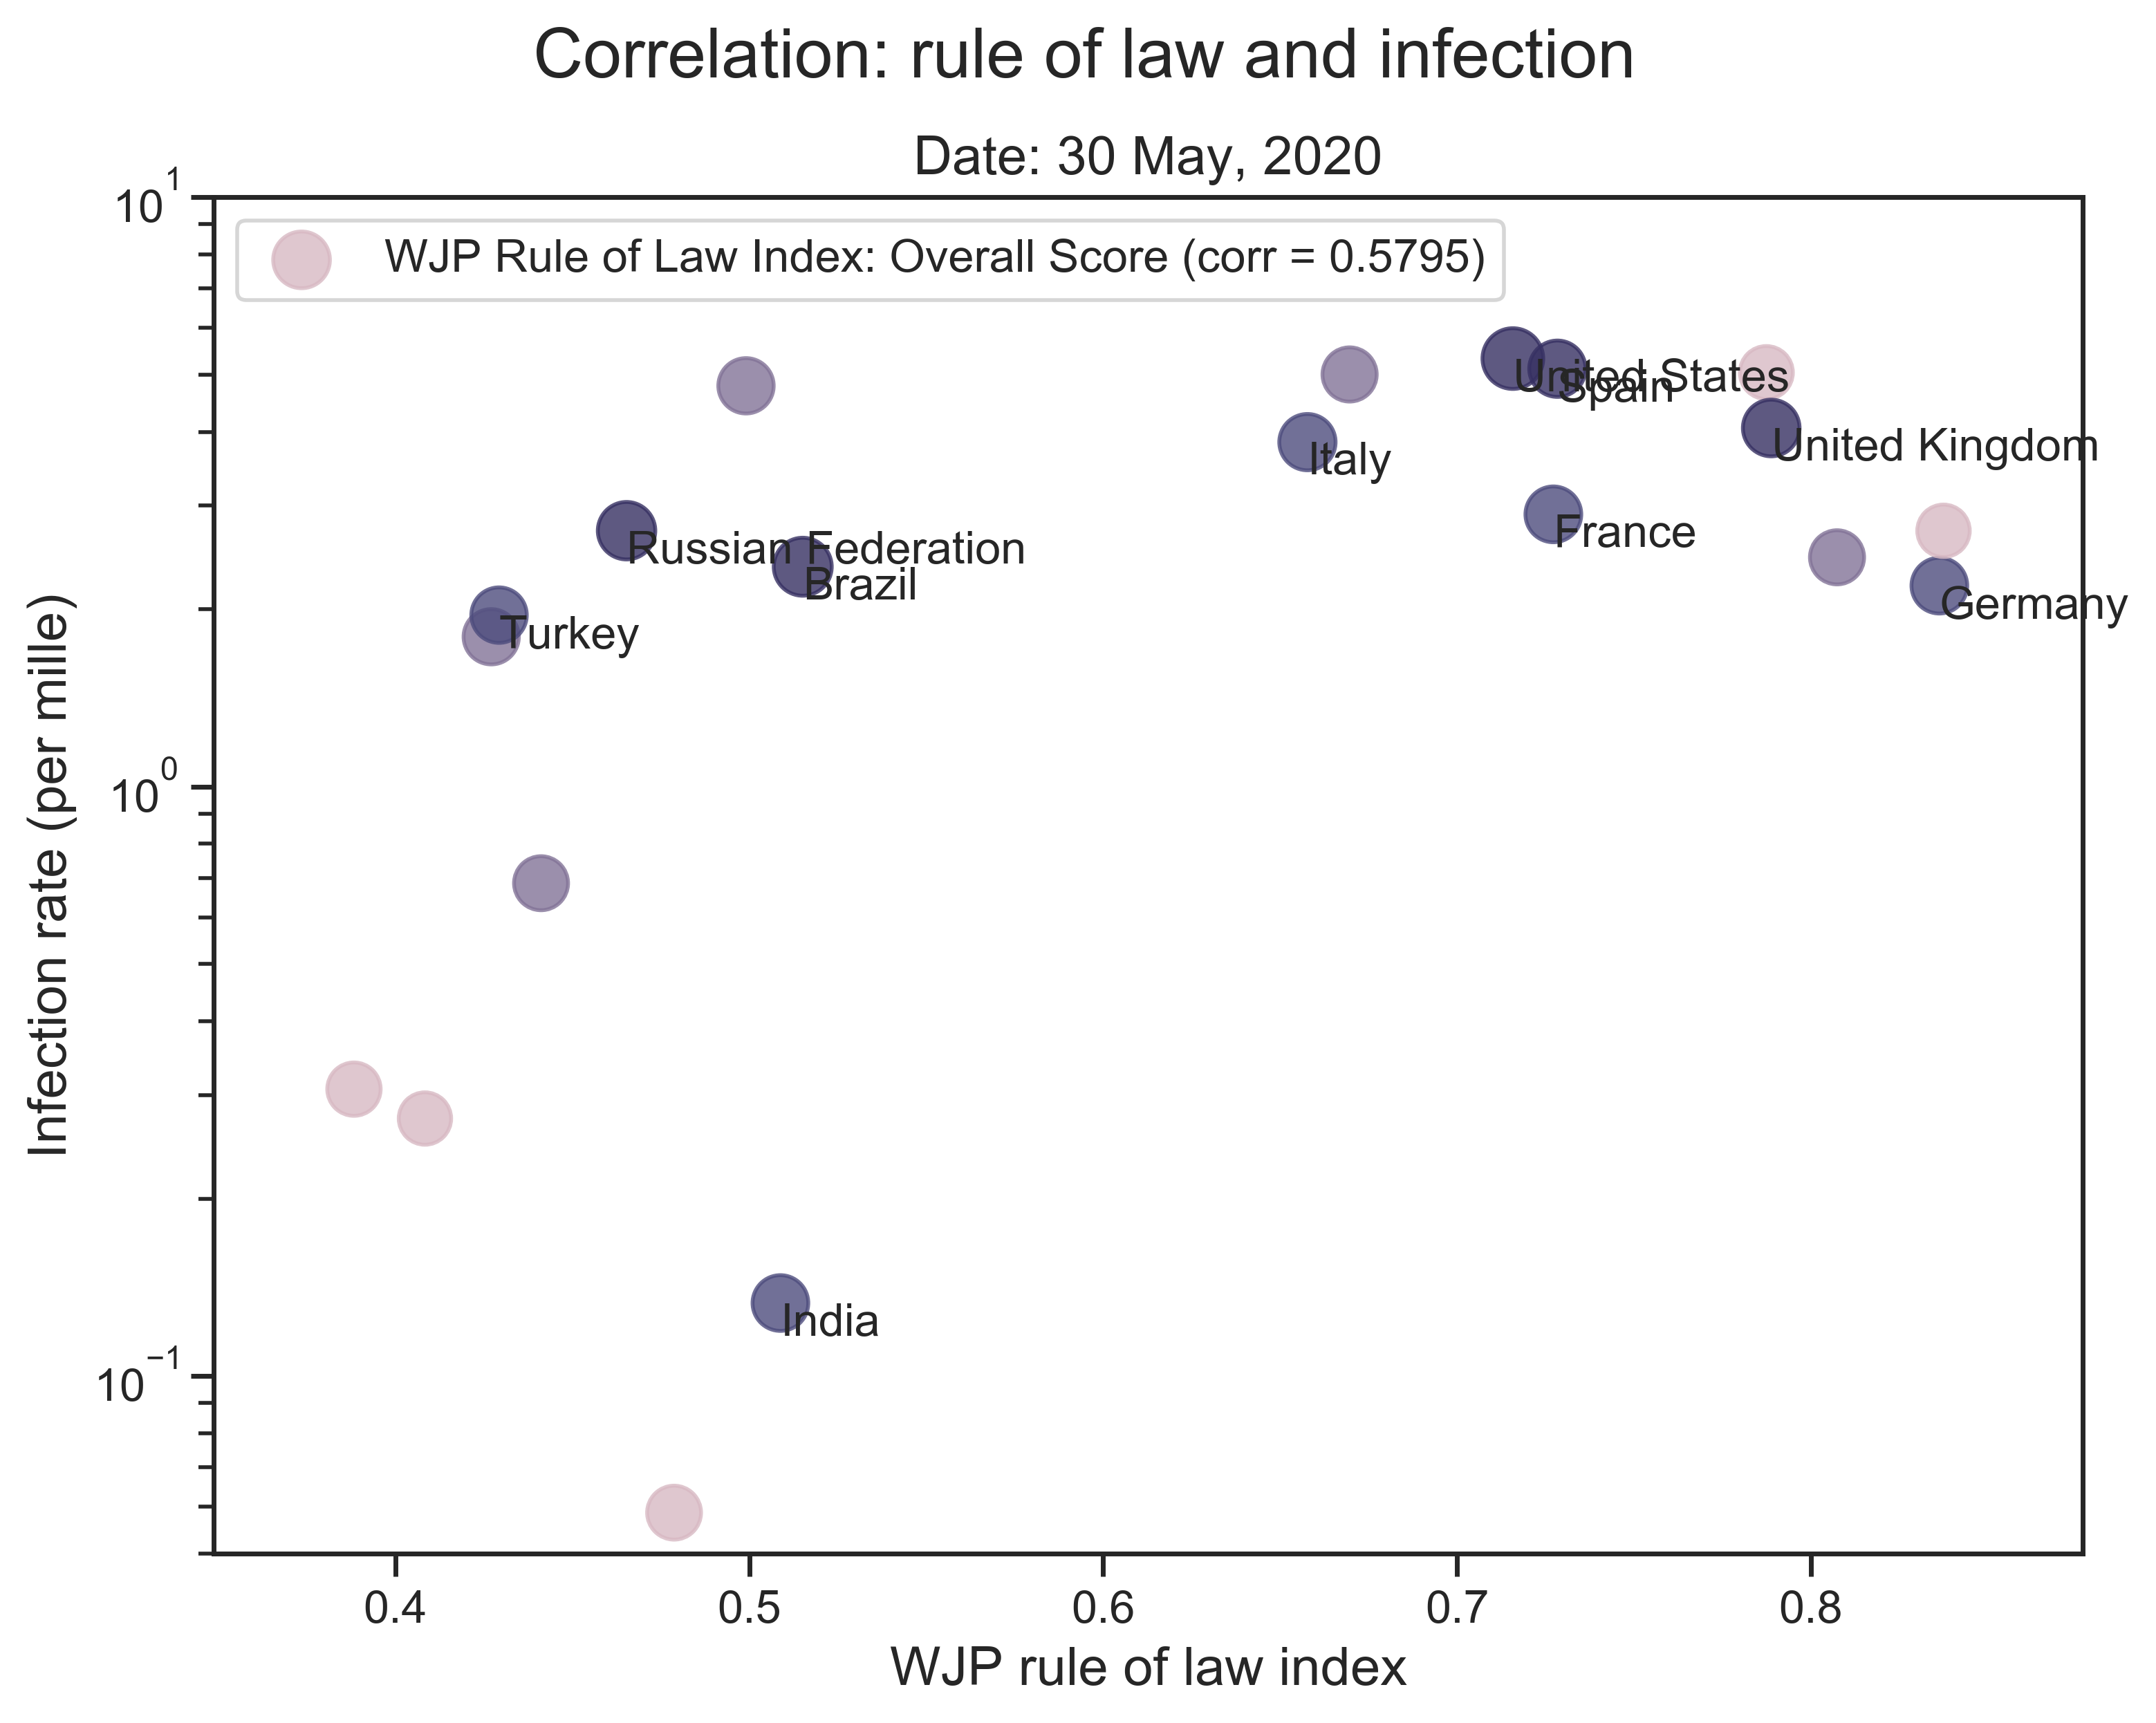 Correlation: rule of law and infection
Date: 30 May, 2020
10^1
WJP Rule of Law Index: Overall Score (corr = 0.5795)
United States
Spain
United Kingdom
Italy
France
Russian Federation
Brazil
Germany
Turkey
10^0
India
10^−1
Infection rate (per mille)
0.4 0.5 0.6 0.7 0.8
WJP rule of law index